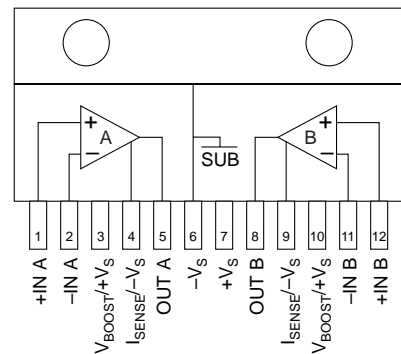 + A − SUB B + −
1 2 3 4 5 6 7 8 9 10 11 12
+IN A
−IN A
VBOOST/+VS
ISENSE/−VS
OUT A
−VS
+VS
OUT B
ISENSE/−VS
VBOOST/+VS
−IN B
+IN B